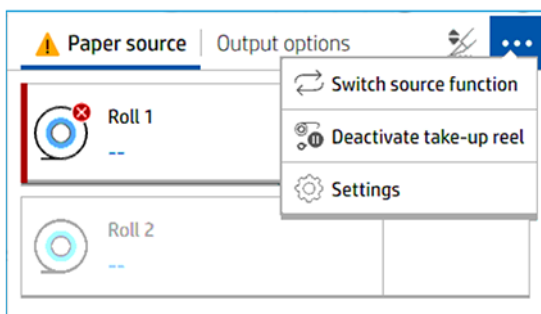 Paper source
Output options
Switch source function
Roll 1
--
Deactivate take-up reel
Settings
Roll 2
--